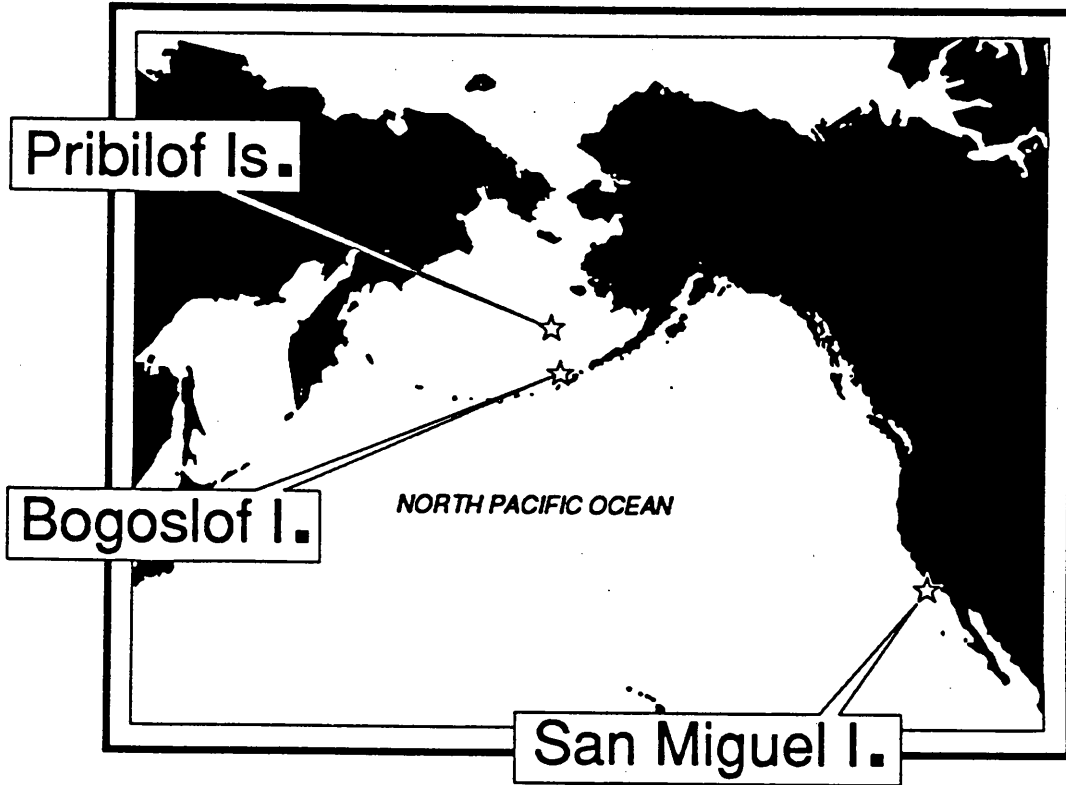 Pribilof Is.
Bogoslof I.
NORTH PACIFIC OCEAN
San Miguel I.